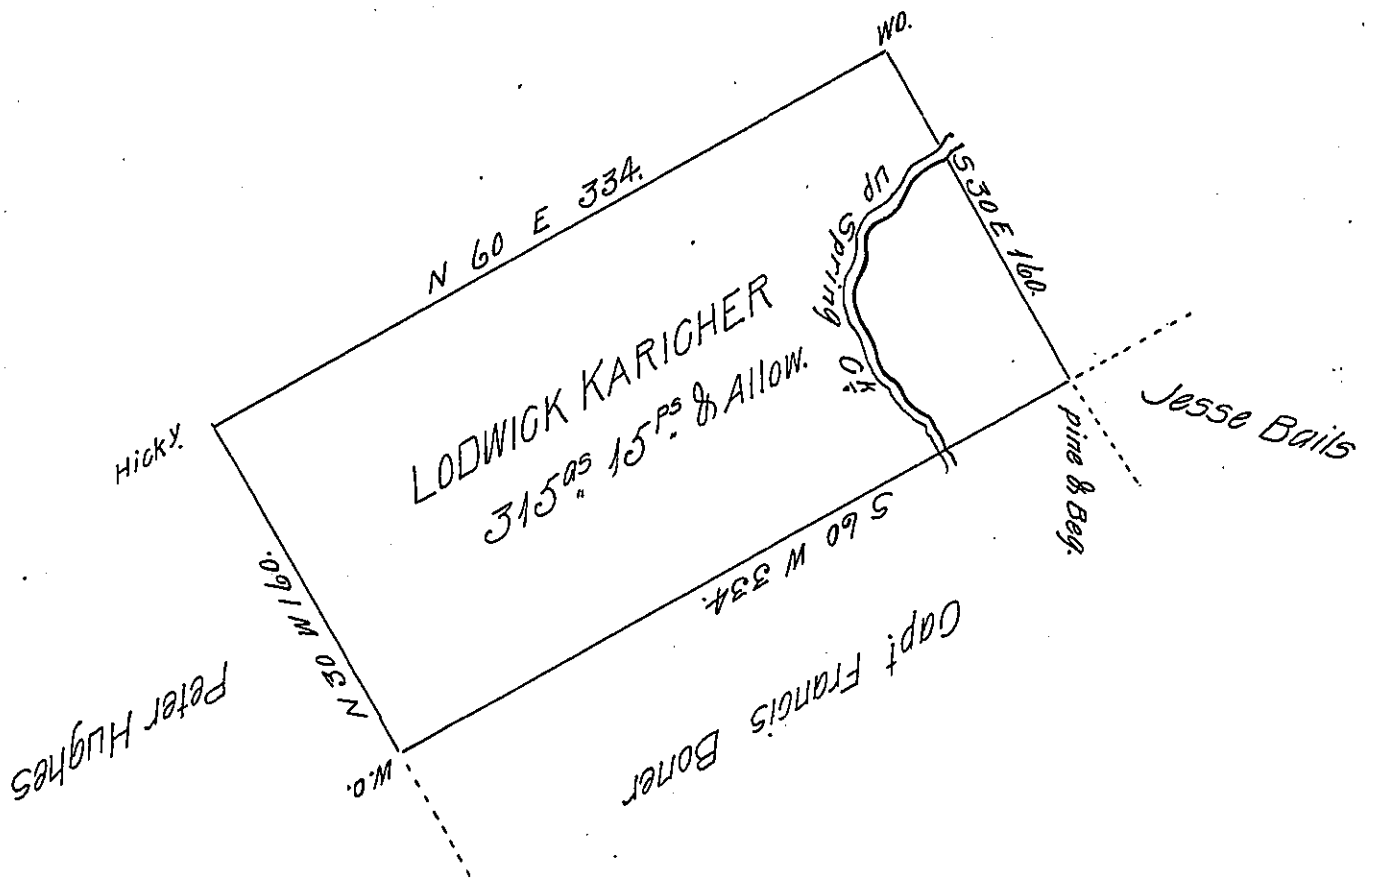 WO.
N 60 E 334.
S 30 E 160.
UP
Spring
Ck
Hicky.
LODWICK KARICHER
315as 15ps & Allow.
Jesse Bails
pine & Beg.
S 60 W 334.
N 30 W 160.
Capt Francis Boner
Peter Hughes
W.O.